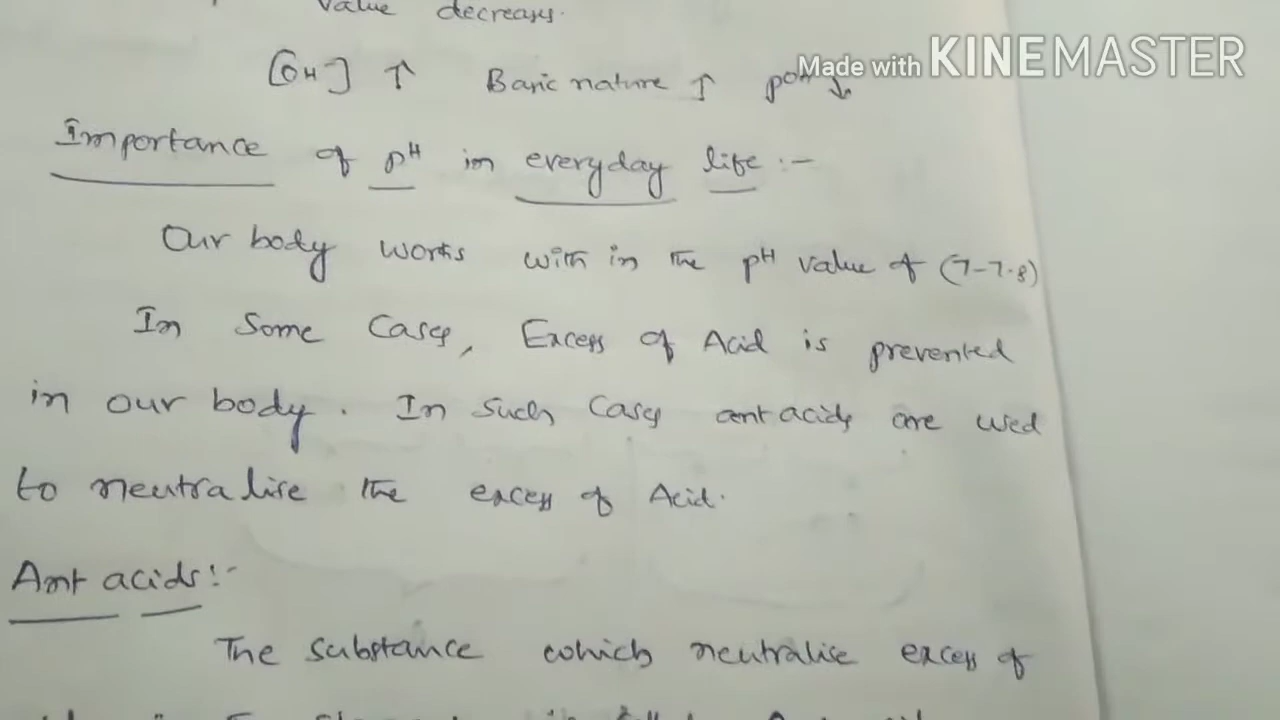 value decreases.
[OH] ↑ Basic nature ↑ pOH ↓
Made with KINEMASTER
Importance of pH in everyday life :-
Our body works with in the pH value of (7-7.8)
In Some Cases, Excess of Acid is prevented
in our body. In such cases ant acids are used
to neutralise the excess of Acid.
Ant acids:-
The substance which neutralise excess of